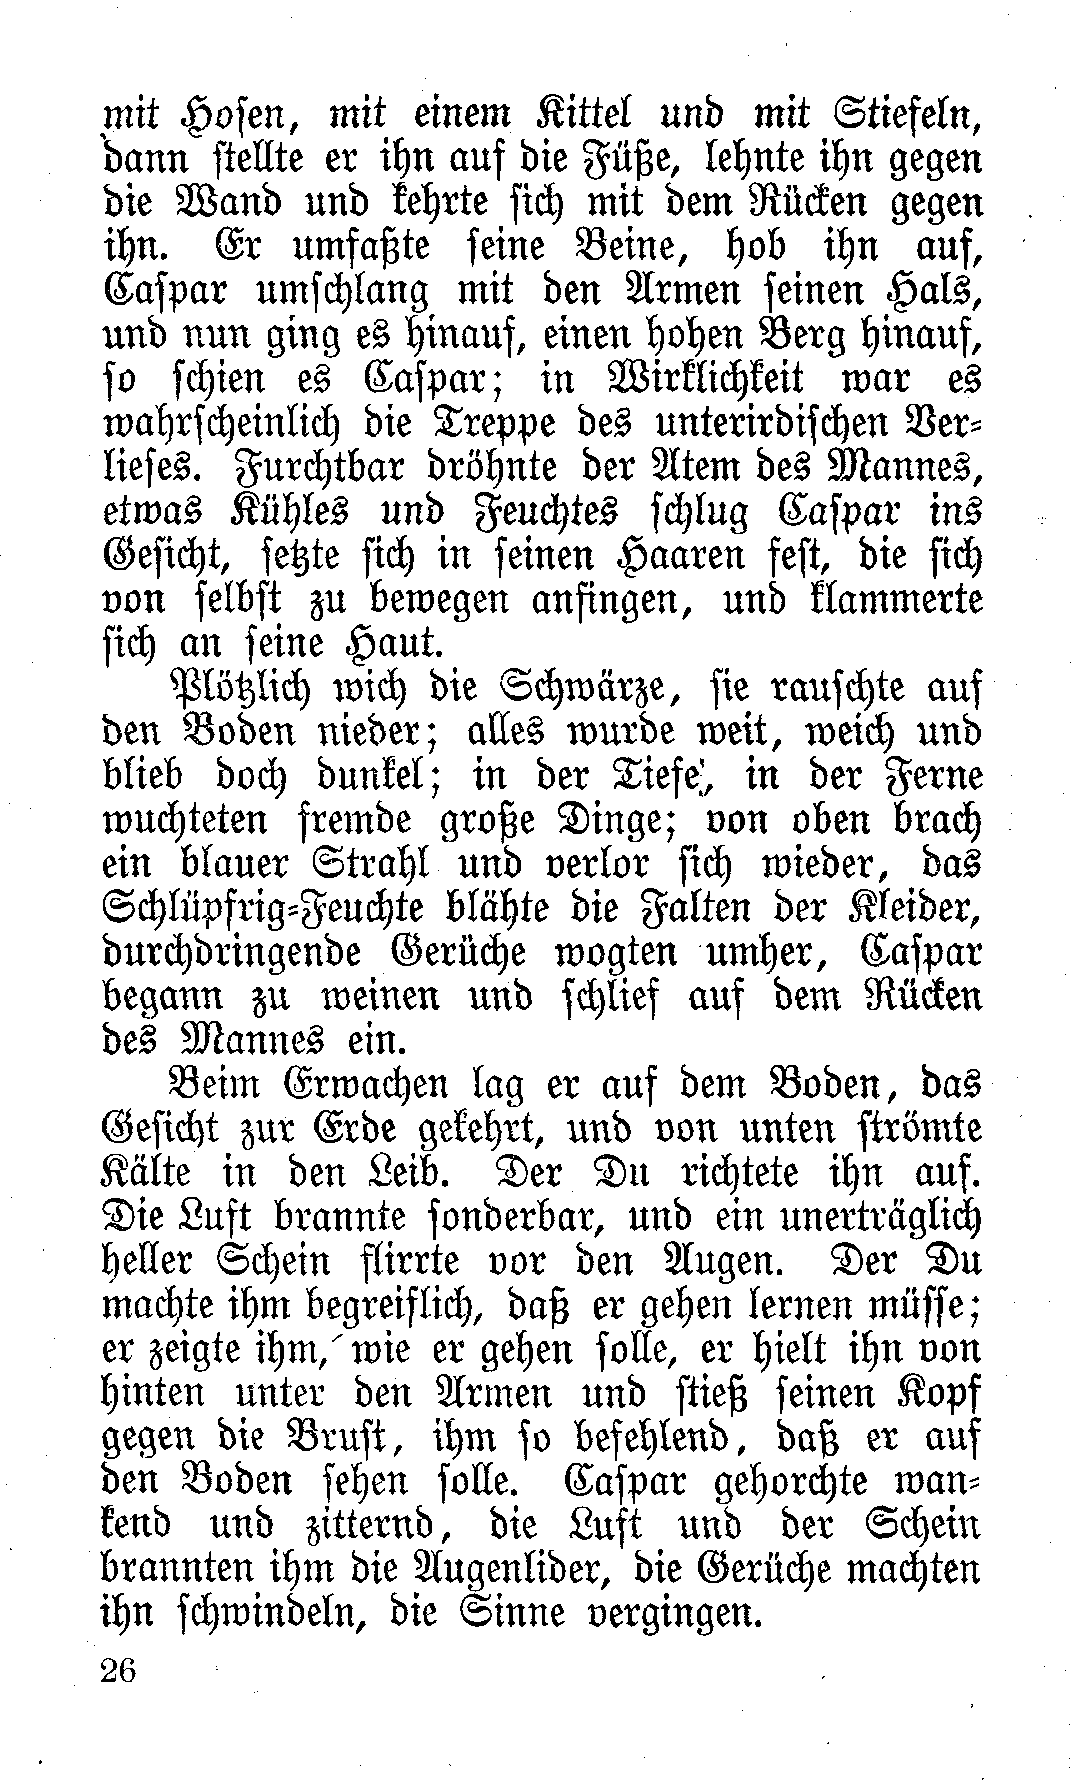 mit Hosen, mit einem Kittel und mit Stiefeln,
dann stellte er ihn auf die Füße, lehnte ihn gegen
die Wand und kehrte sich mit dem Rücken gegen
ihn. Er umfaßte seine Beine, hob ihn auf,
Caspar umschlang mit den Armen seinen Hals,
und nun ging es hinauf, einen hohen Berg hinauf,
so schien es Caspar; in Wirklichkeit war es
wahrscheinlich die Treppe des unterirdischen Ver-
lieses. Furchtbar dröhnte der Atem des Mannes,
etwas Kühles und Feuchtes schlug Caspar ins
Gesicht, setzte sich in seinen Haaren fest, die sich
von selbst zu bewegen anfingen, und klammerte
sich an seine Haut.
Plötzlich wich die Schwärze, sie rauschte auf
den Boden nieder; alles wurde weit, weich und
blieb doch dunkel; in der Tiefe, in der Ferne
wuchteten fremde große Dinge; von oben brach
ein blauer Strahl und verlor sich wieder, das
Schlüpfrig-Feuchte blähte die Falten der Kleider,
durchdringende Gerüche wogten umher, Caspar
begann zu weinen und schlief auf dem Rücken
des Mannes ein.
Beim Erwachen lag er auf dem Boden, das
Gesicht zur Erde gekehrt, und von unten strömte
Kälte in den Leib. Der Du richtete ihn auf.
Die Luft brannte sonderbar, und ein unerträglich
heller Schein flirrte vor den Augen. Der Du
machte ihm begreiflich, daß er gehen lernen müsse;
er zeigte ihm, wie er gehen solle, er hielt ihn von
hinten unter den Armen und stieß seinen Kopf
gegen die Brust, ihm so befehlend, daß er auf
den Boden sehen solle. Caspar gehorchte wan-
kend und zitternd, die Luft und der Schein
brannten ihm die Augenlider, die Gerüche machten
ihn schwindeln, die Sinne vergingen.
26